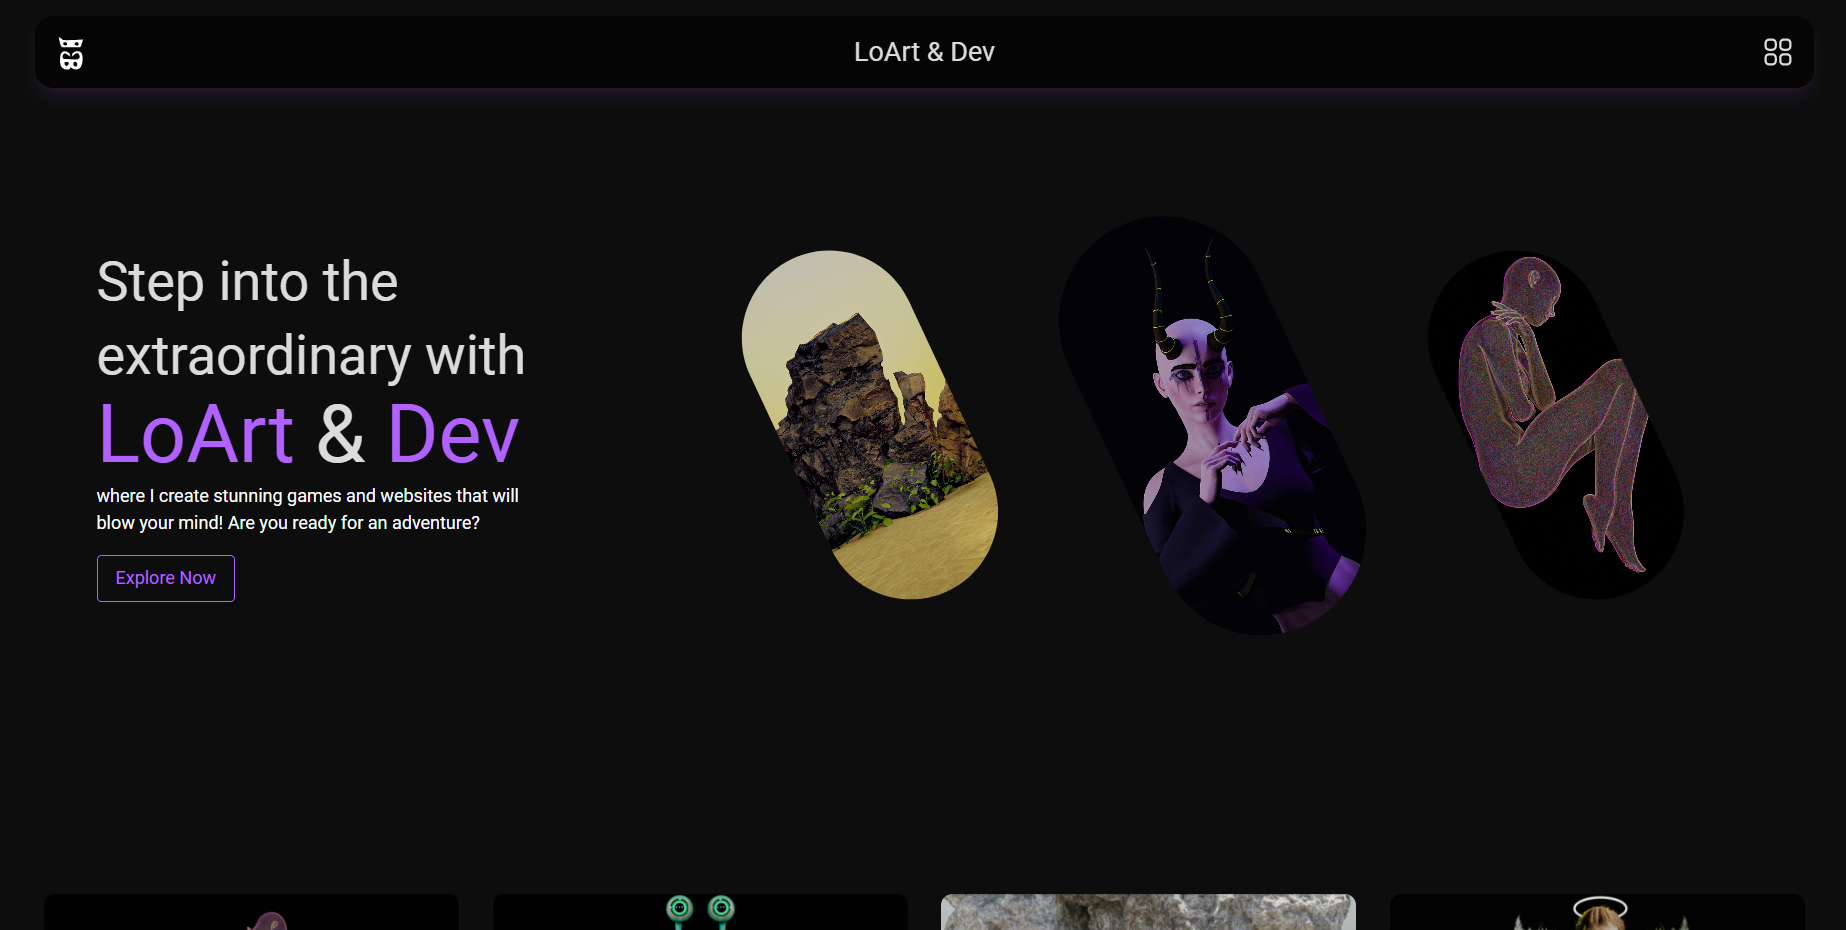 LoArt & Dev
Step into the
extraordinary with
LoArt & Dev
where I create stunning games and websites that will
blow your mind! Are you ready for an adventure?
Explore Now